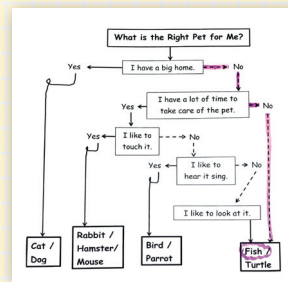 What is the Right Pet for Me?
Yes
I have a big home.
No
Yes
I have a lot of time to
take care of the pet.
No
Yes
I like to
touch it.
No
Yes
I like to
hear it sing.
No
I like to look at it.
Cat /
Dog
Rabbit /
Hamster/
Mouse
Bird /
Parrot
Fish /
Turtle